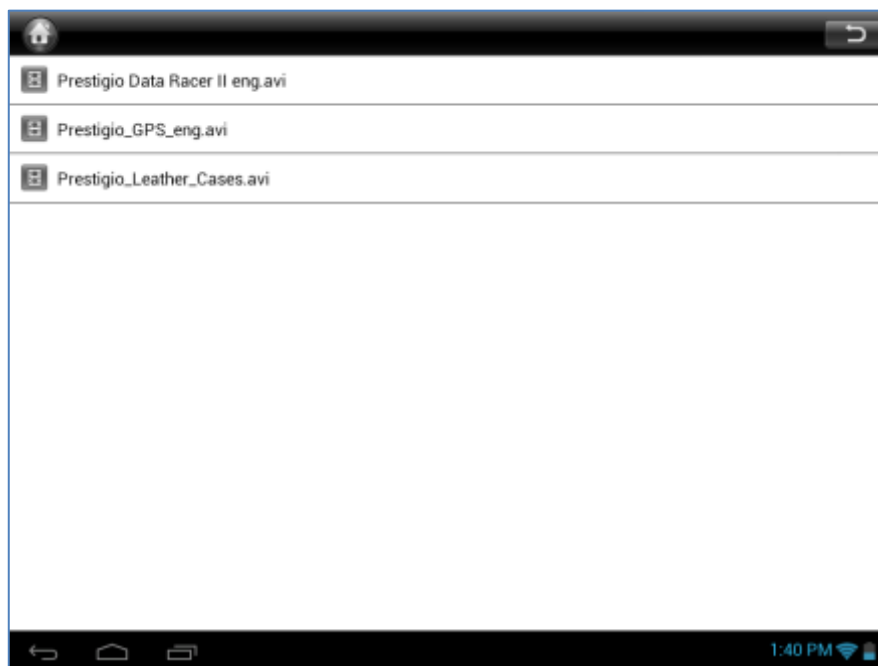 Prestigio Data Racer II eng.avi
Prestigio_GPS_eng.avi
Prestigio_Leather_Cases.avi
1:40 PM